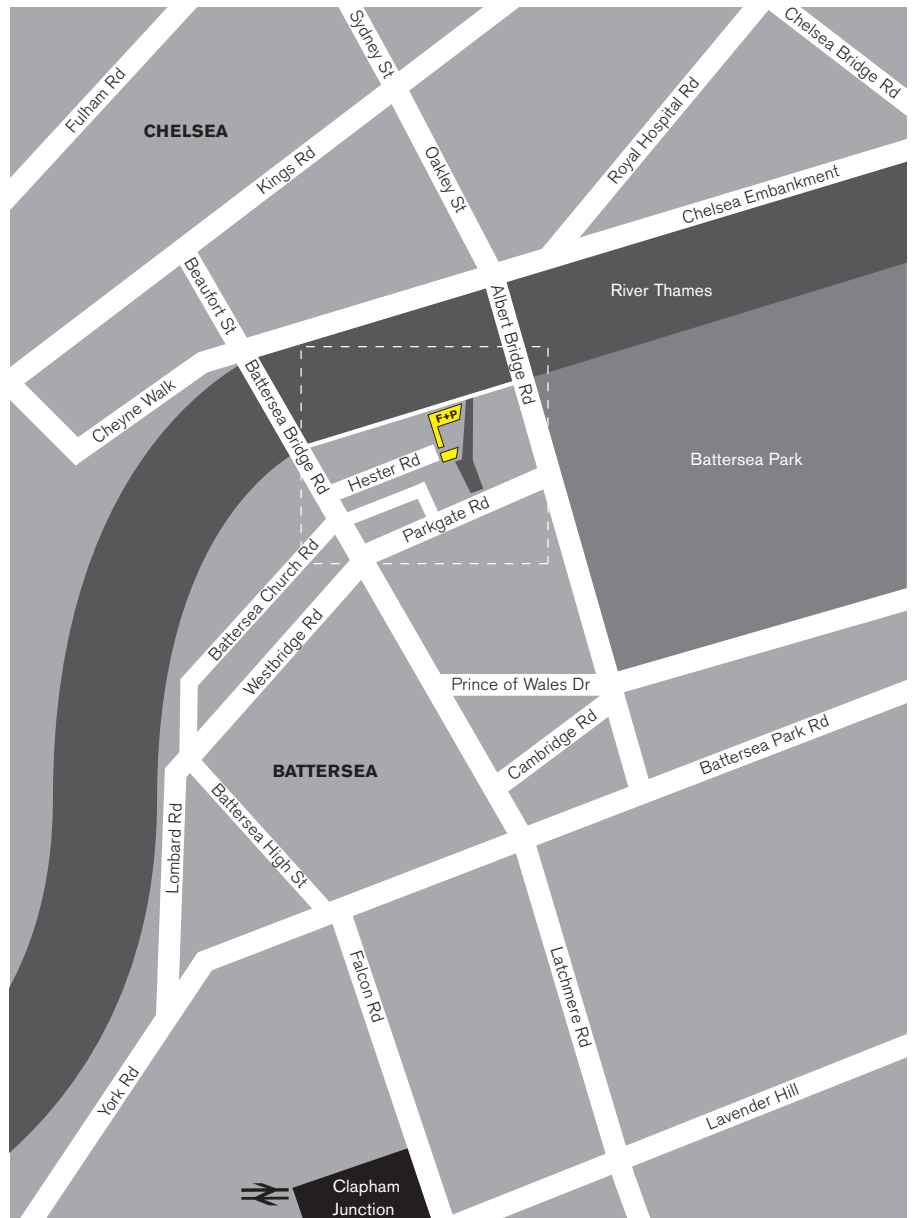 Sydney St
Chelsea Bridge Rd
Fulham Rd
Royal Hospital Rd
CHELSEA
Kings Rd
Oakley St
Chelsea Embankment
Beaufort St
River Thames
Albert Bridge Rd
Cheyne Walk
Battersea Bridge Rd
F+P
Hester Rd
Battersea Park
Parkgate Rd
Battersea Church Rd
Westbridge Rd
Prince of Wales Dr
Cambridge Rd
Battersea Park Rd
BATTERSEA
Lombard Rd
Battersea High St
Falcon Rd
Latchmere Rd
York Rd
Lavender Hill
Clapham
Junction